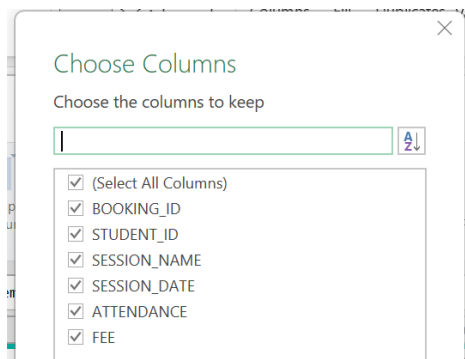 Choose Columns
Choose the columns to keep
(Select All Columns)
BOOKING_ID
STUDENT_ID
SESSION_NAME
SESSION_DATE
ATTENDANCE
FEE